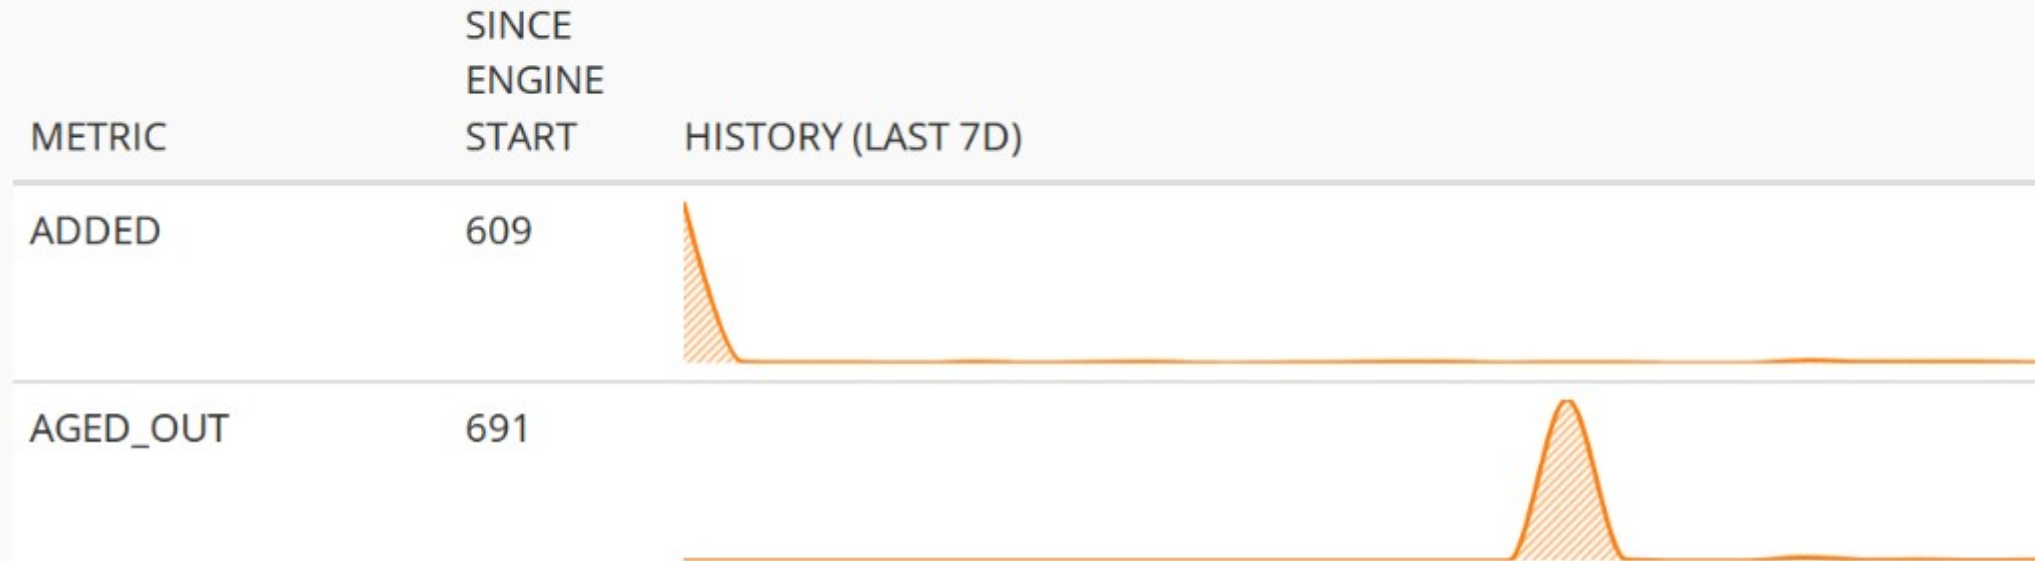 SINCE
ENGINE
METRIC START HISTORY (LAST 7D)
ADDED 609
AGED_OUT 691